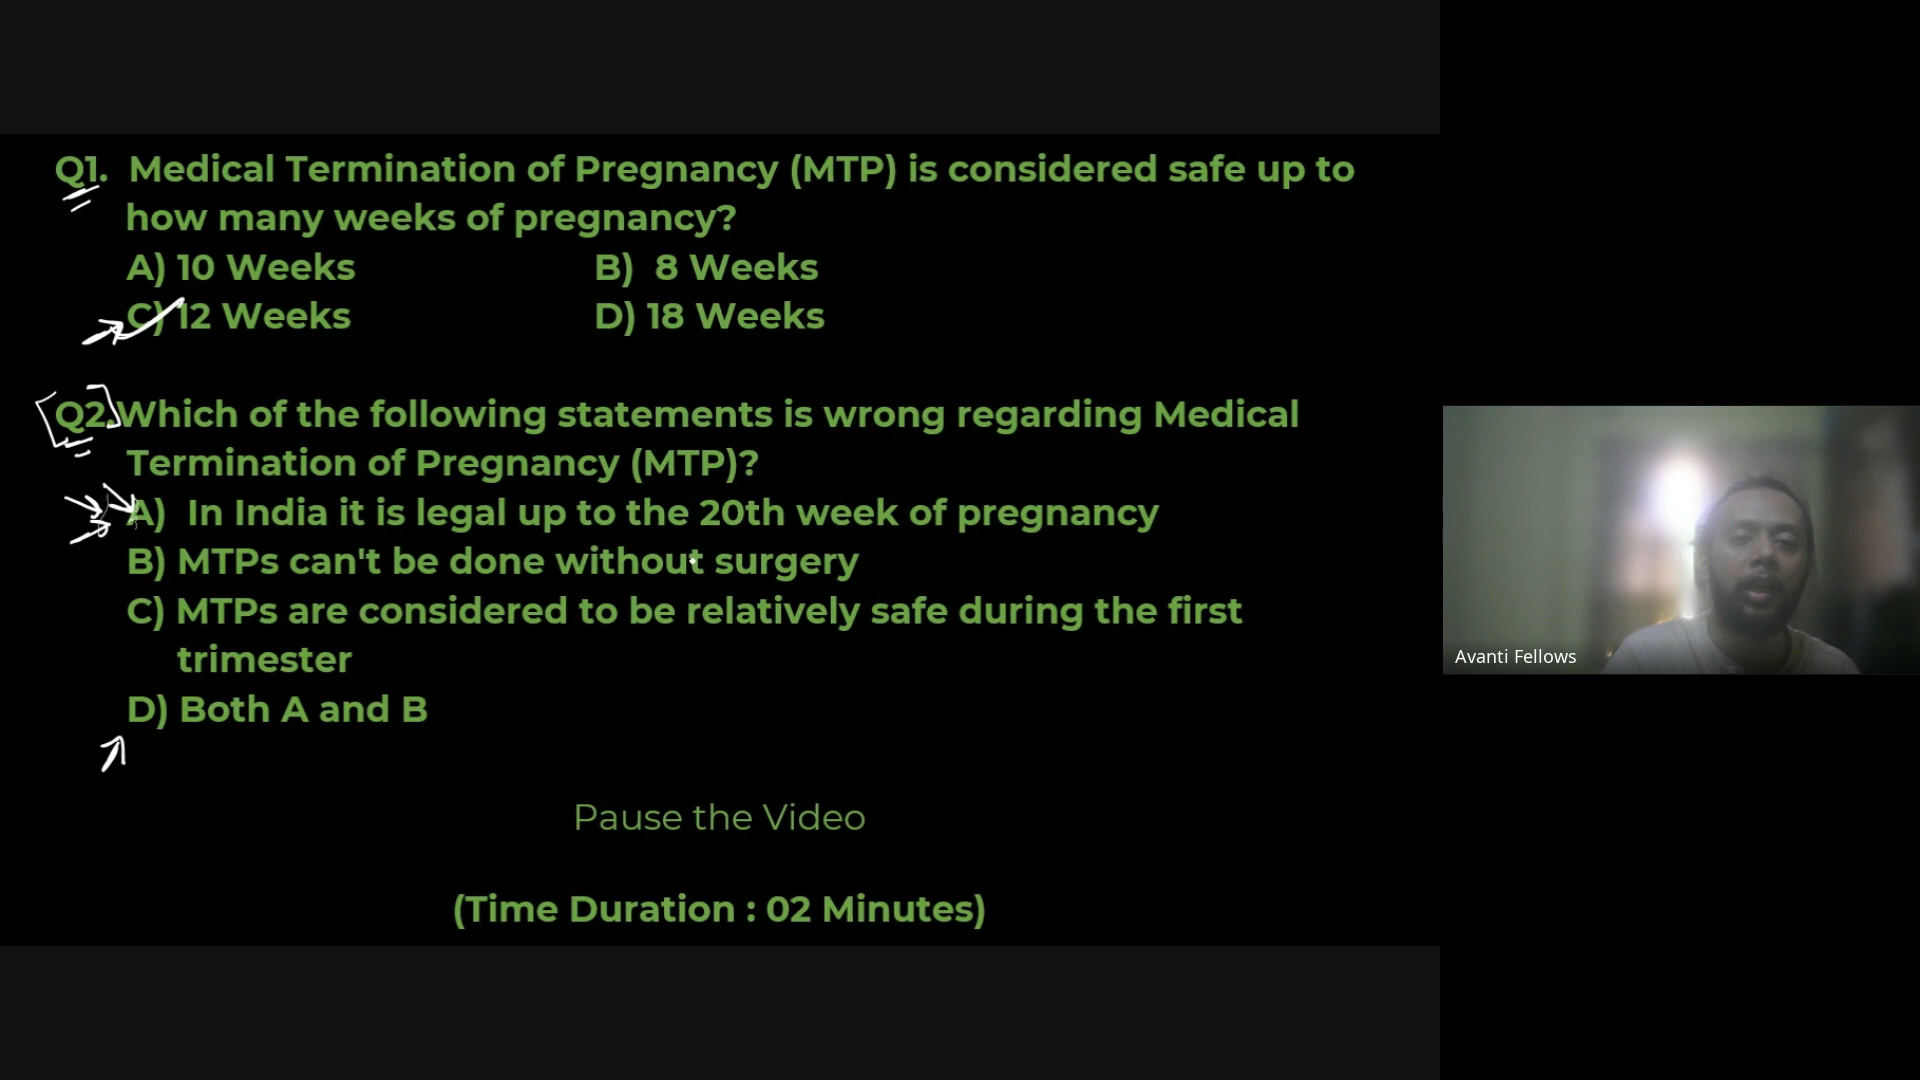 Q1. Medical Termination of Pregnancy (MTP) is considered safe up to
how many weeks of pregnancy?
A) 10 Weeks B) 8 Weeks
C) 12 Weeks D) 18 Weeks
Q2. Which of the following statements is wrong regarding Medical
Termination of Pregnancy (MTP)?
A) In India it is legal up to the 20th week of pregnancy
B) MTPs can't be done without surgery
C) MTPs are considered to be relatively safe during the first
trimester
D) Both A and B
Pause the Video
(Time Duration : 02 Minutes)
Avanti Fellows